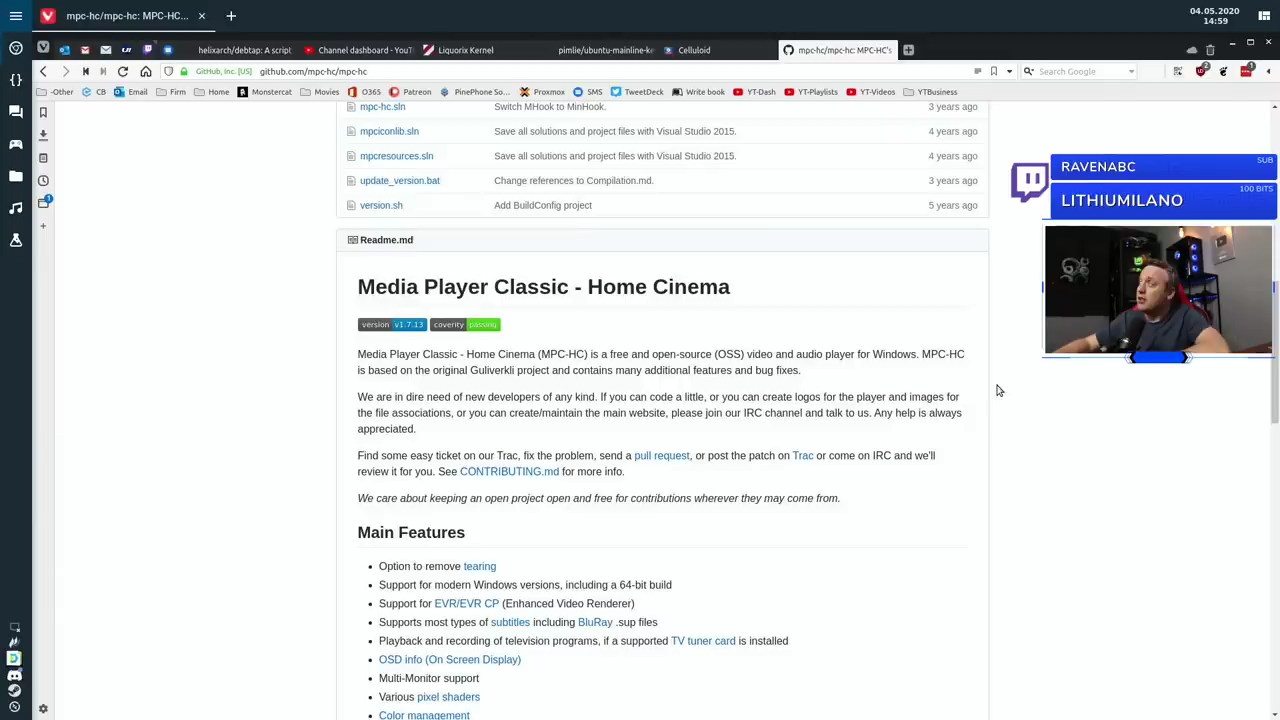 mpc-hc/mpc-hc: MPC-HC...
04.05.2020
14:59
helixarch/debtap: A script
Channel dashboard - YouT
Liquorix Kernel
pimlie/ubuntu-mainline-ke
Celluloid
mpc-hc/mpc-hc: MPC-HC's
GitHub, Inc. [US]
github.com/mpc-hc/mpc-hc
Search Google
-Other
CB
Email
Firm
Home
Monstercat
Movies
O365
Patreon
PinePhone So...
Proxmox
SMS
TweetDeck
Write book
YT-Dash
YT-Playlists
YT-Videos
YTBusiness
mpc-hc.sln Switch MHook to MinHook. 3 years ago
mpciconlib.sln Save all solutions and project files with Visual Studio 2015. 4 years ago
mpcresources.sln Save all solutions and project files with Visual Studio 2015. 4 years ago
update_version.bat Change references to Compilation.md. 3 years ago
version.sh Add BuildConfig project 5 years ago
Readme.md
Media Player Classic - Home Cinema
version v1.7.13 coverity passing
Media Player Classic - Home Cinema (MPC-HC) is a free and open-source (OSS) video and audio player for Windows. MPC-HC
is based on the original Guliverkli project and contains many additional features and bug fixes.
We are in dire need of new developers of any kind. If you can code a little, or you can create logos for the player and images for
the file associations, or you can create/maintain the main website, please join our IRC channel and talk to us. Any help is always
appreciated.
Find some easy ticket on our Trac, fix the problem, send a pull request, or post the patch on Trac or come on IRC and we'll
review it for you. See CONTRIBUTING.md for more info.
We care about keeping an open project open and free for contributions wherever they may come from.
Main Features
Option to remove tearing
Support for modern Windows versions, including a 64-bit build
Support for EVR/EVR CP (Enhanced Video Renderer)
Supports most types of subtitles including BluRay .sup files
Playback and recording of television programs, if a supported TV tuner card is installed
OSD info (On Screen Display)
Multi-Monitor support
Various pixel shaders
Color management
RAVENABC
SUB
LITHIUMILANO
100 BITS